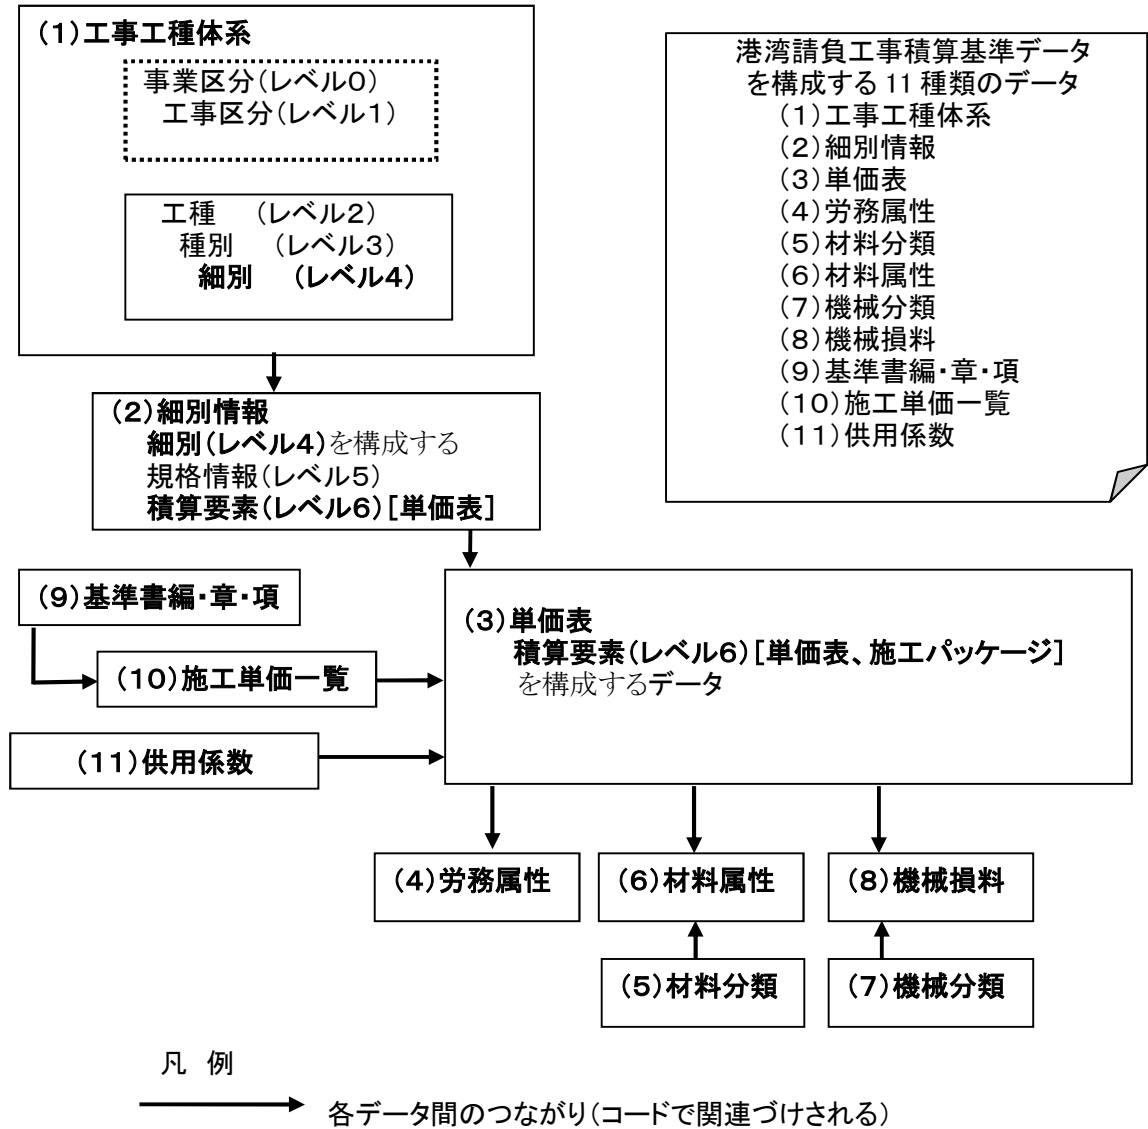 (1)工事工種体系
事業区分(レベル0)
工事区分(レベル1)
工種 (レベル2)
種別 (レベル3)
細別 (レベル4)
港湾請負工事積算基準データ
を構成する 11 種類のデータ
(1)工事工種体系
(2)細別情報
(3)単価表
(4)労務属性
(5)材料分類
(6)材料属性
(7)機械分類
(8)機械損料
(9)基準書編・章・項
(10)施工単価一覧
(11)供用係数
(2)細別情報
細別(レベル4)を構成する
規格情報(レベル5)
積算要素(レベル6)[単価表]
(9)基準書編・章・項
(10)施工単価一覧
(11)供用係数
(3)単価表
積算要素(レベル6)[単価表、施工パッケージ]
を構成するデータ
(4)労務属性
(6)材料属性
(8)機械損料
(5)材料分類
(7)機械分類
凡 例
各データ間のつながり(コードで関連づけされる)